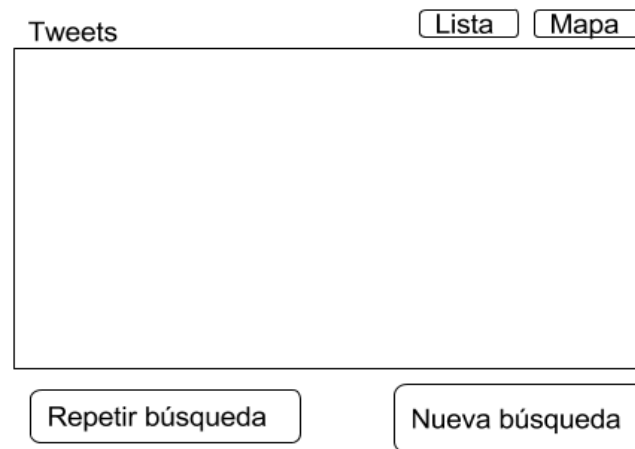 Tweets
Lista
Mapa
Repetir búsqueda
Nueva búsqueda